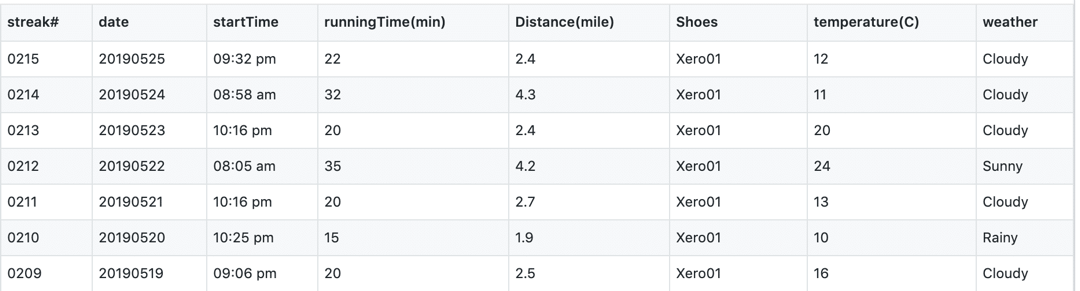 streak# date startTime runningTime(min) Distance(mile) Shoes temperature(C) weather
0215 20190525 09:32 pm 22 2.4 Xero01 12 Cloudy
0214 20190524 08:58 am 32 4.3 Xero01 11 Cloudy
0213 20190523 10:16 pm 20 2.4 Xero01 20 Cloudy
0212 20190522 08:05 am 35 4.2 Xero01 24 Sunny
0211 20190521 10:16 pm 20 2.7 Xero01 13 Cloudy
0210 20190520 10:25 pm 15 1.9 Xero01 10 Rainy
0209 20190519 09:06 pm 20 2.5 Xero01 16 Cloudy